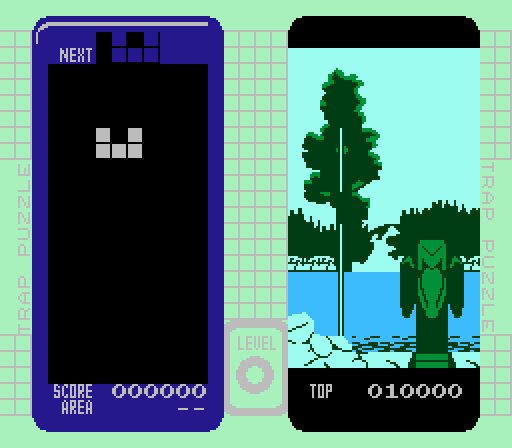 NEXT
SCORE 000000
AREA --
TRAP PUZZLE
LEVEL
TOP 010000
TRAP PUZZLE